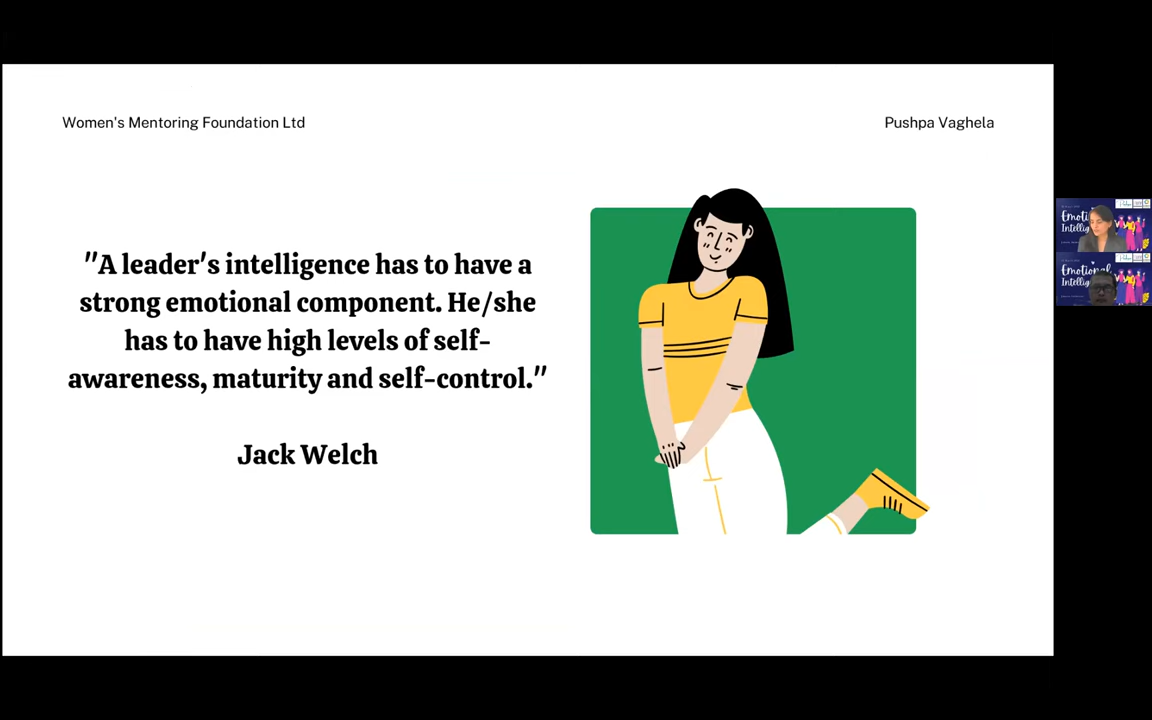 Women's Mentoring Foundation Ltd
Pushpa Vaghela
"A leader's intelligence has to have a
strong emotional component. He/she
has to have high levels of self-
awareness, maturity and self-control."
Jack Welch
Emotional